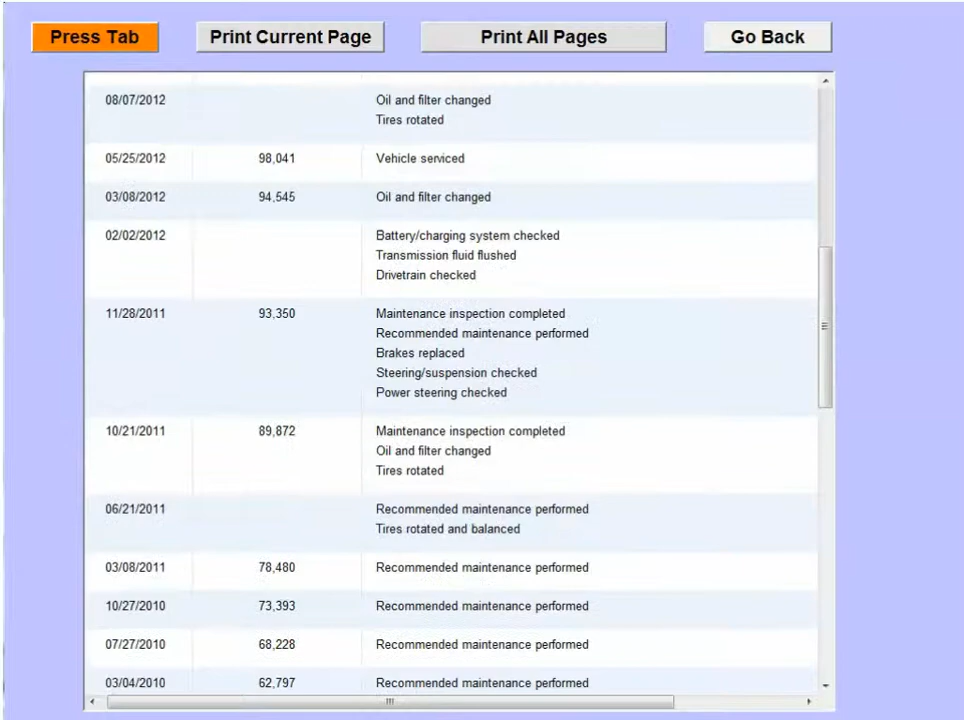 Press Tab Print Current Page Print All Pages Go Back
08/07/2012 Oil and filter changed
Tires rotated
05/25/2012 98,041 Vehicle serviced
03/08/2012 94,545 Oil and filter changed
02/02/2012 Battery/charging system checked
Transmission fluid flushed
Drivetrain checked
11/28/2011 93,350 Maintenance inspection completed
Recommended maintenance performed
Brakes replaced
Steering/suspension checked
Power steering checked
10/21/2011 89,872 Maintenance inspection completed
Oil and filter changed
Tires rotated
06/21/2011 Recommended maintenance performed
Tires rotated and balanced
03/08/2011 78,480 Recommended maintenance performed
10/27/2010 73,393 Recommended maintenance performed
07/27/2010 68,228 Recommended maintenance performed
03/04/2010 62,797 Recommended maintenance performed